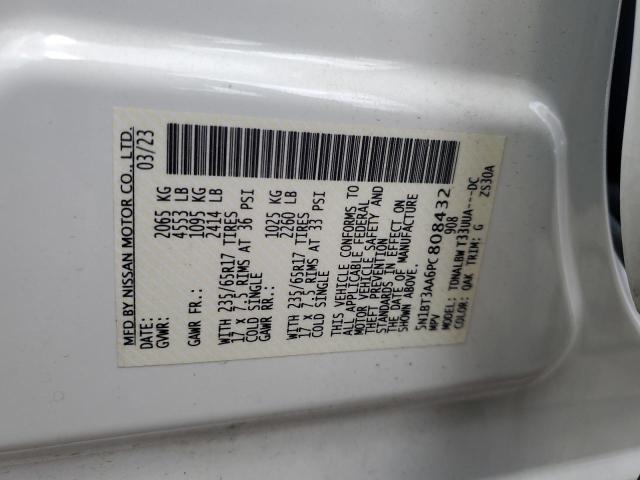 MFD BY NISSAN MOTOR CO., LTD.
DATE: 03/23
GVWR: 2065 KG
4553 LB
GAWR FR.: 1095 KG
2414 LB
WITH 235/65R17 TIRES
17 X 7.5 RIMS AT 36 PSI
COLD SINGLE
GAWR RR.: 1025 KG
2260 LB
WITH 235/65R17 TIRES
17 X 7.5 RIMS AT 33 PSI
COLD SINGLE
THIS VEHICLE CONFORMS TO
ALL APPLICABLE FEDERAL
MOTOR VEHICLE SAFETY AND
THEFT PREVENTION
STANDARDS IN EFFECT ON
THE DATE OF MANUFACTURE
SHOWN ABOVE.
5N1BT3AA6PC808432
MPV 908
MODEL: TDNALBW T33UUA---DC
COLOR: QAK TRIM: G ZS30A